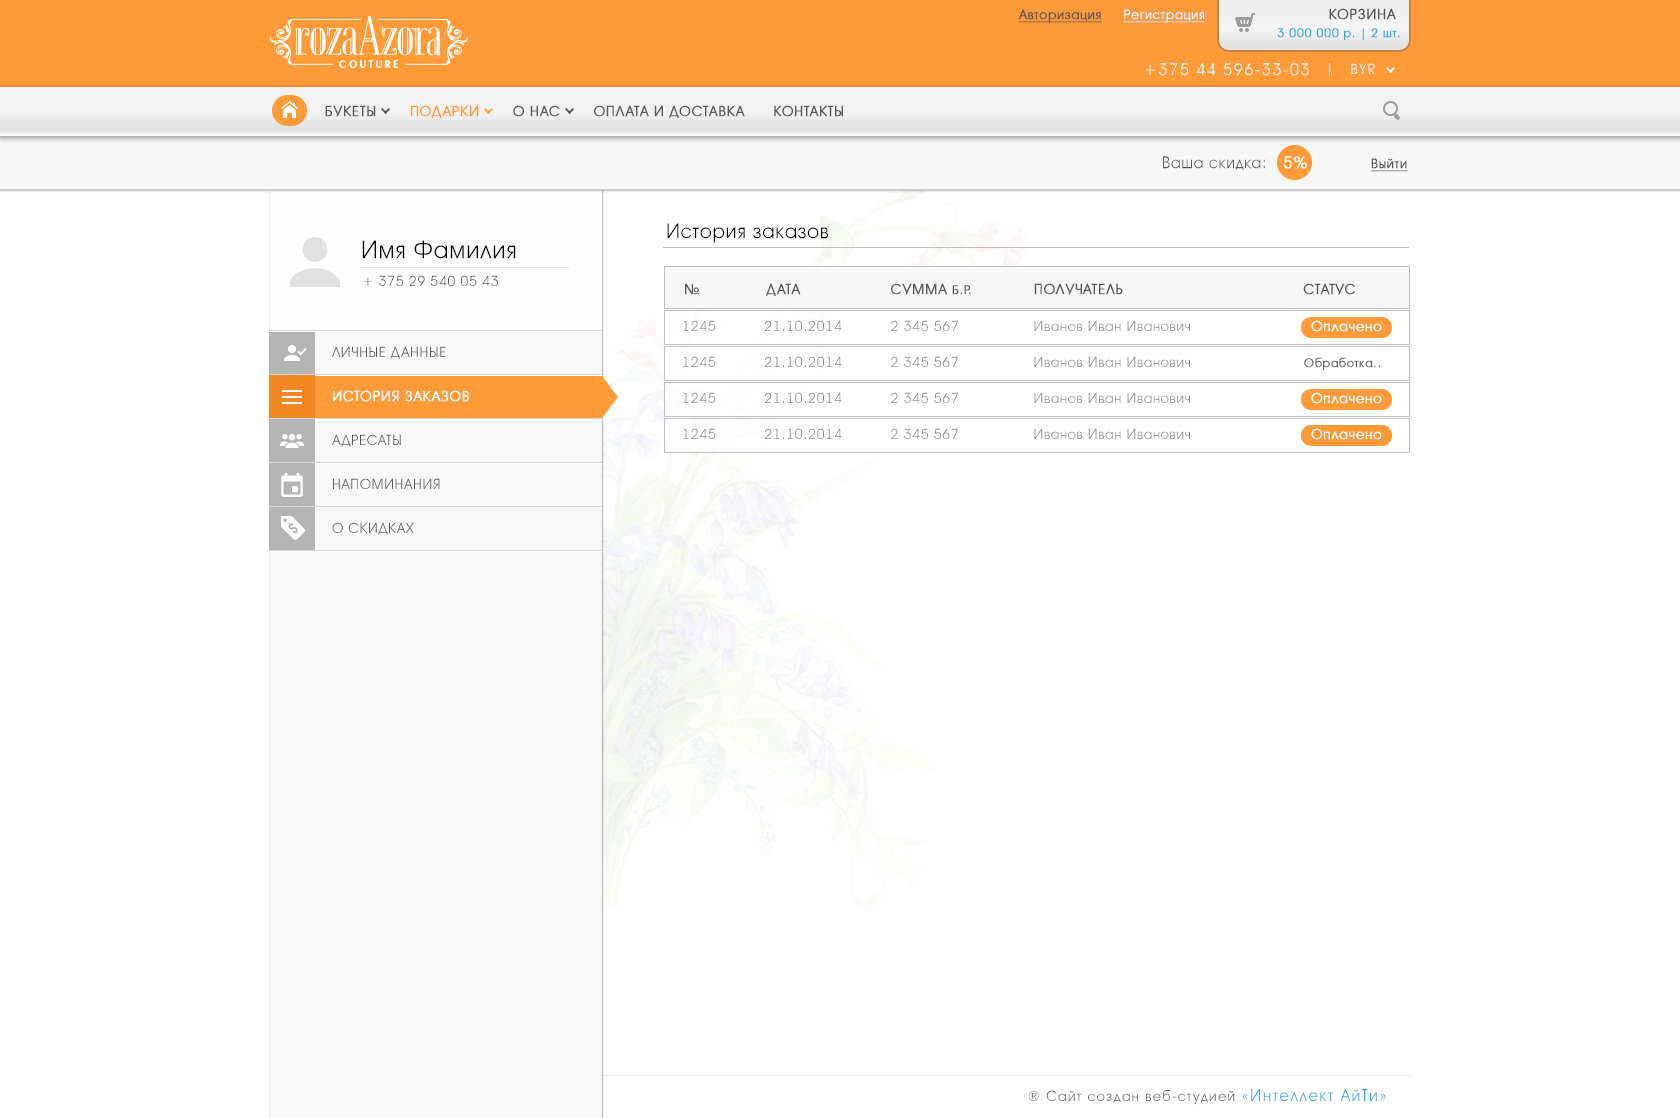 rozaAzora
COUTURE
Авторизация Регистрация
КОРЗИНА
3 000 000 р. | 2 шт.
+375 44 596-33-03 | BYR
БУКЕТЫ ПОДАРКИ О НАС ОПЛАТА И ДОСТАВКА КОНТАКТЫ
Ваша скидка: 5% Выйти
Имя Фамилия
+ 375 29 540 05 43
ЛИЧНЫЕ ДАННЫЕ
ИСТОРИЯ ЗАКАЗОВ
АДРЕСАТЫ
НАПОМИНАНИЯ
О СКИДКАХ
История заказов
№ ДАТА СУММА Б.Р. ПОЛУЧАТЕЛЬ СТАТУС
1245 21.10.2014 2 345 567 Иванов Иван Иванович Оплачено
1245 21.10.2014 2 345 567 Иванов Иван Иванович Обработка..
1245 21.10.2014 2 345 567 Иванов Иван Иванович Оплачено
1245 21.10.2014 2 345 567 Иванов Иван Иванович Оплачено
® Сайт создан веб-студией «Интеллект АйТи»